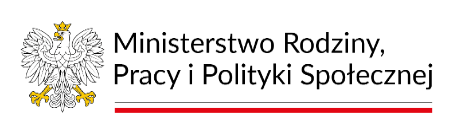 Ministerstwo Rodziny,
Pracy i Polityki Społecznej